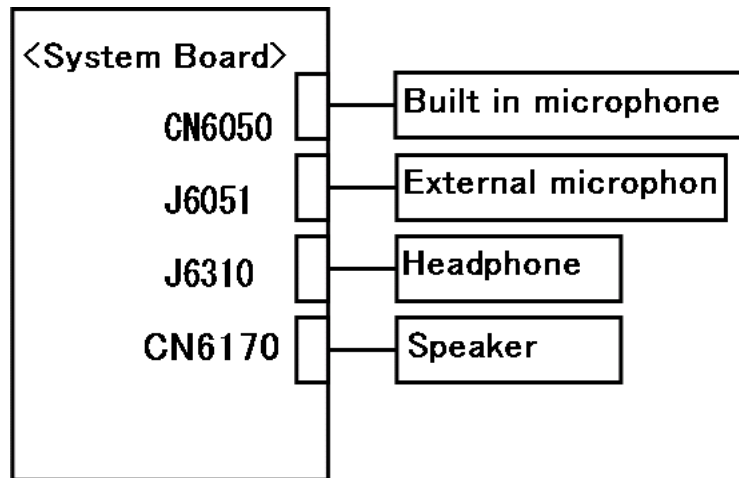 <System Board>
CN6050
Built in microphone
J6051
External microphon
J6310
Headphone
CN6170
Speaker